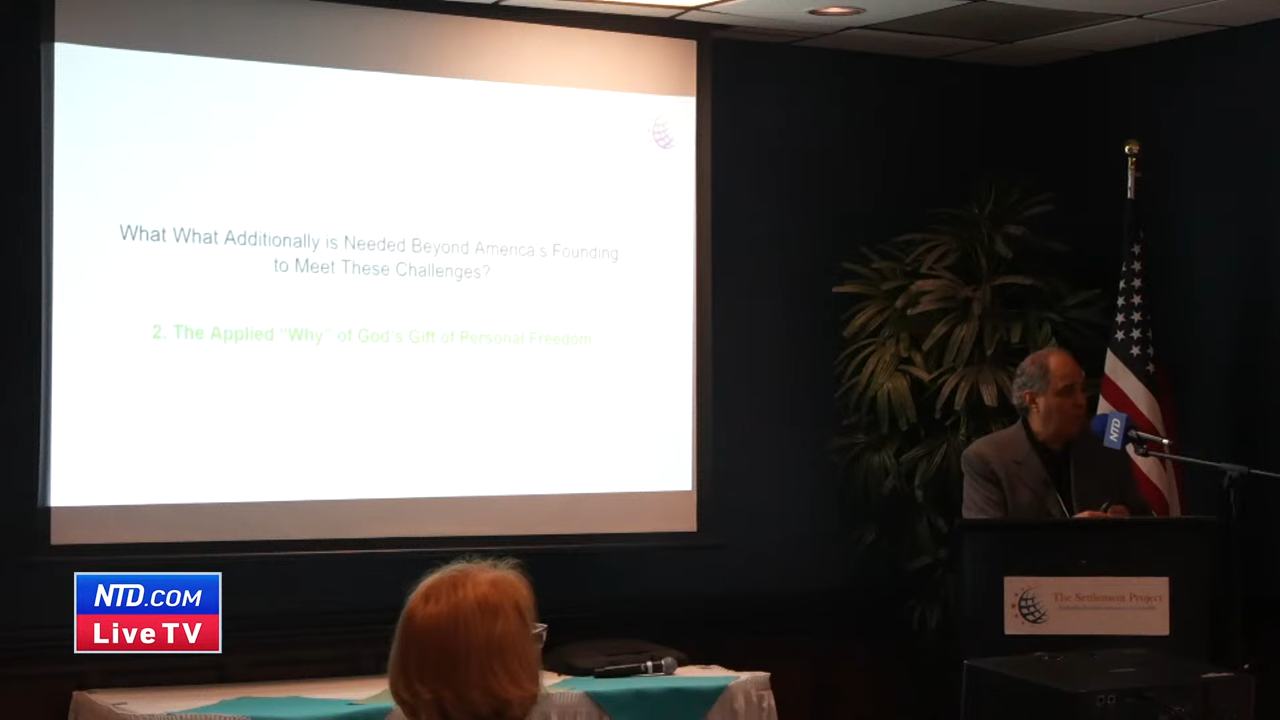 What What Additionally is Needed Beyond America's Founding
to Meet These Challenges?
2. The Applied "Why" of God's Gift of Personal Freedom
NTD
The Settlement Project
NTD.COM
Live TV